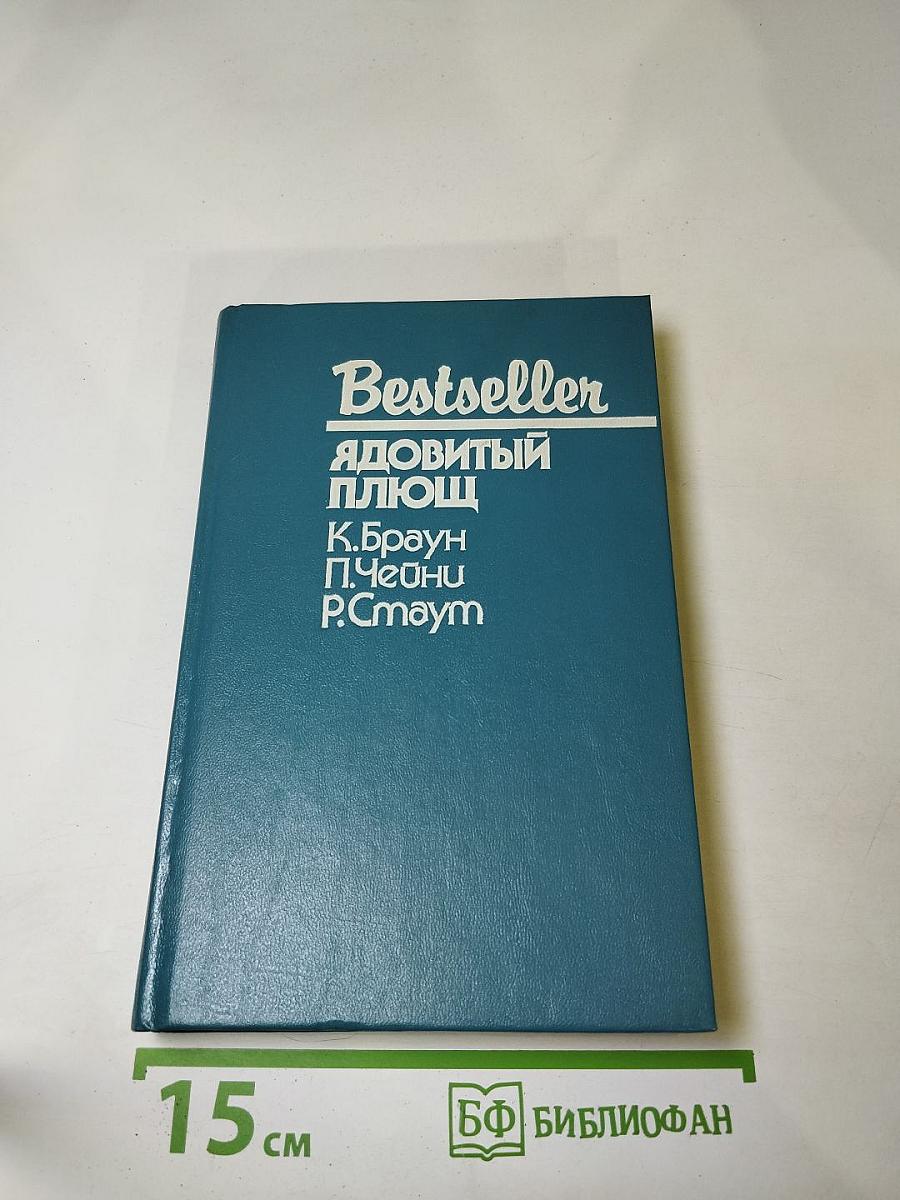 Bestseller
ЯДОВИТЫЙ
ПЛЮЩ
К.Браун
П.Чейни
Р.Стаут
15 см
БФ БИБЛИОФАН